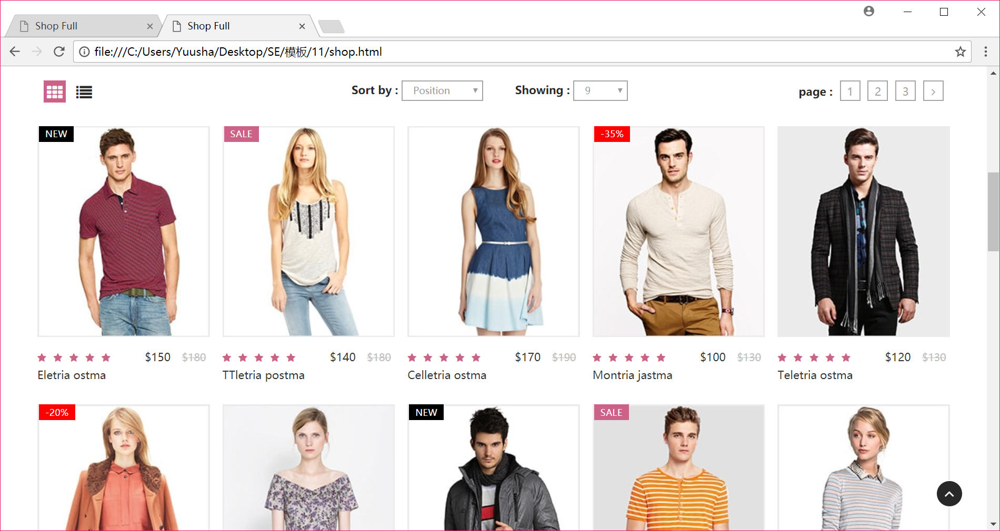 Shop Full
Shop Full
file:///C:/Users/Yuusha/Desktop/SE/模板/11/shop.html
Sort by : Position
Showing : 9
page : 1 2 3 >
NEW
SALE
-35%
$150 $180
$140 $180
$170 $190
$100 $130
$120 $130
Eletria ostma
TTletria postma
Celletria ostma
Montria jastma
Teletria ostma
-20%
NEW
SALE